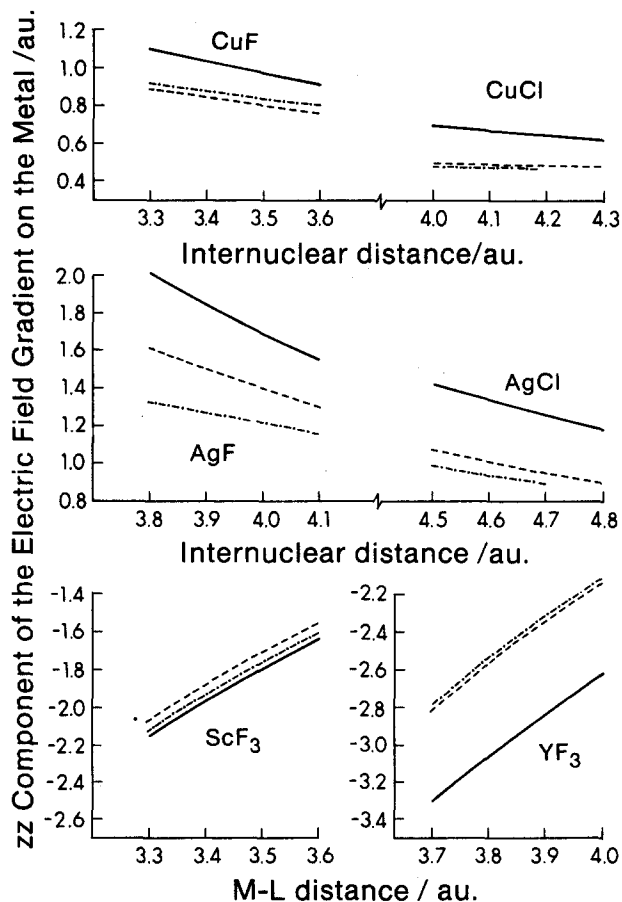 zz Component of the Electric Field Gradient on the Metal /au.
1.2
1.0
0.8
0.6
0.4
CuF
CuCl
3.3 3.4 3.5 3.6 4.0 4.1 4.2 4.3
Internuclear distance/au.
2.0
1.8
1.6
1.4
1.2
1.0
0.8
AgF
AgCl
3.8 3.9 4.0 4.1 4.5 4.6 4.7 4.8
Internuclear distance /au.
-1.4
-1.6
-1.8
-2.0
-2.2
-2.4
-2.6
ScF3
3.3 3.4 3.5 3.6
-2.2
-2.4
-2.6
-2.8
-3.0
-3.2
-3.4
YF3
3.7 3.8 3.9 4.0
M-L distance / au.